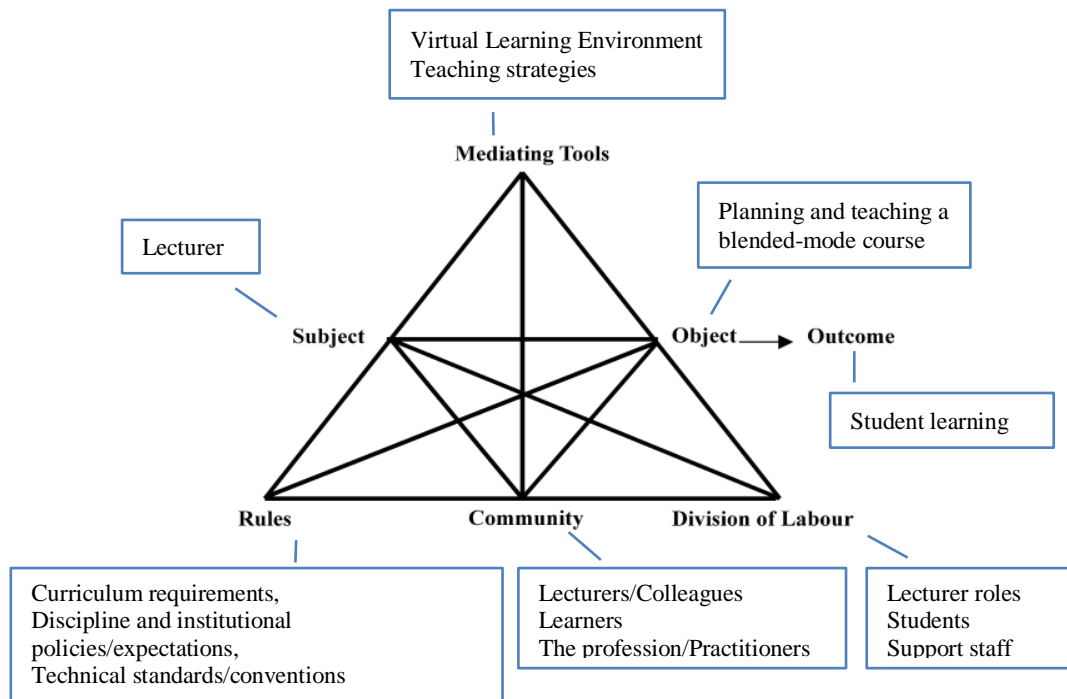 Virtual Learning Environment
Teaching strategies
Mediating Tools
Planning and teaching a
blended-mode course
Lecturer
Subject
Object
Outcome
Student learning
Rules
Community
Division of Labour
Curriculum requirements,
Discipline and institutional
policies/expectations,
Technical standards/conventions
Lecturers/Colleagues
Learners
The profession/Practitioners
Lecturer roles
Students
Support staff